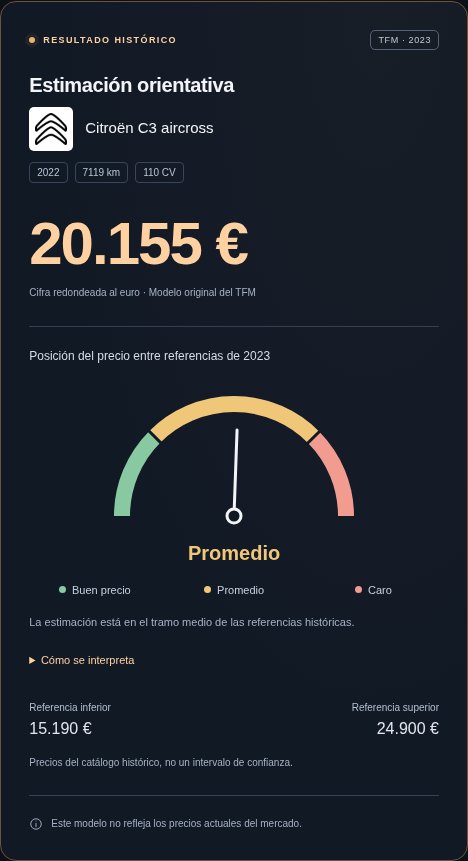 RESULTADO HISTÓRICO
TFM · 2023
Estimación orientativa
Citroën C3 aircross
2022
7119 km
110 CV
20.155 €
Cifra redondeada al euro · Modelo original del TFM
Posición del precio entre referencias de 2023
Promedio
Buen precio
Promedio
Caro
La estimación está en el tramo medio de las referencias históricas.
Cómo se interpreta
Referencia inferior
Referencia superior
15.190 €
24.900 €
Precios del catálogo histórico, no un intervalo de confianza.
Este modelo no refleja los precios actuales del mercado.